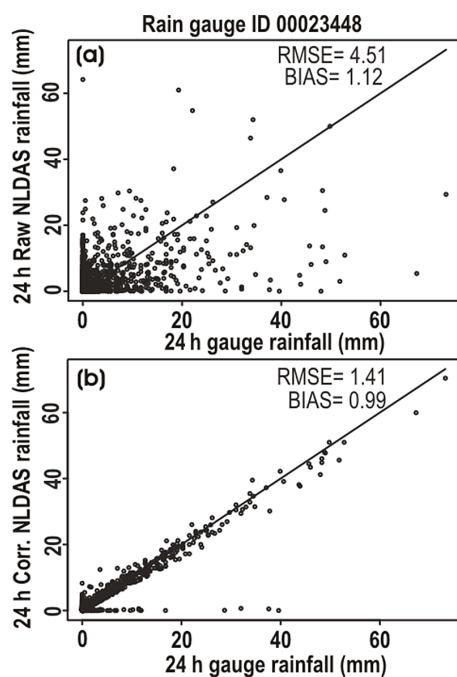 Rain gauge ID 00023448
(a)
RMSE= 4.51
BIAS= 1.12
24 h Raw NLDAS rainfall (mm)
60
40
20
0
0 20 40 60
24 h gauge rainfall (mm)
(b)
RMSE= 1.41
BIAS= 0.99
24 h Corr. NLDAS rainfall (mm)
60
40
20
0
0 20 40 60
24 h gauge rainfall (mm)